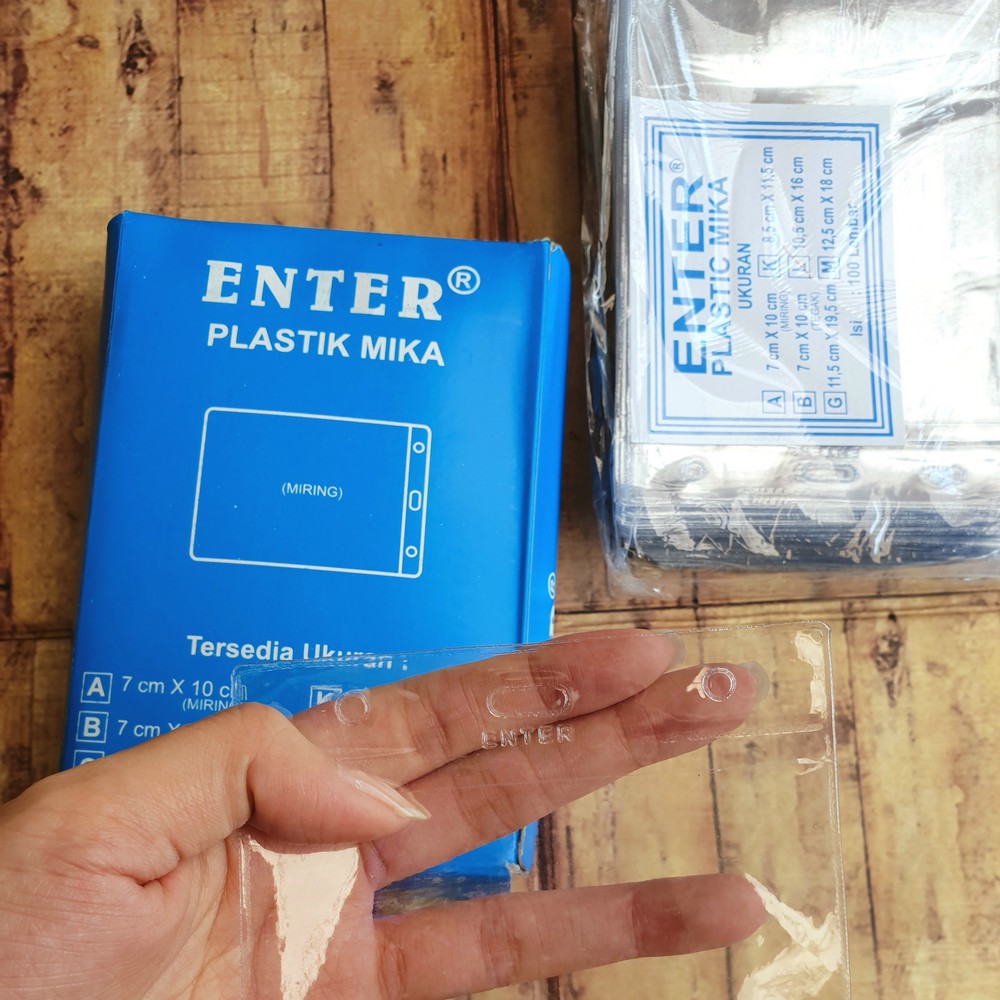 ENTER®
PLASTIK MIKA
(MIRING)
Tersedia Ukuran :
A 7 cm X 10 cm
(MIRING
B 7 cm X
ENTER
ENTER®
PLASTIC MIKA
UKURAN
A 7 cm X 10 cm K 8,5 cm X 11,5 cm
(MIRING)
B 7 cm X 10 cm 10,5 cm X 16 cm
(TEGAK)
G 11,5 cm X 19,5 cm M 12,5 cm X 18 cm
Isi : 100 Lembar